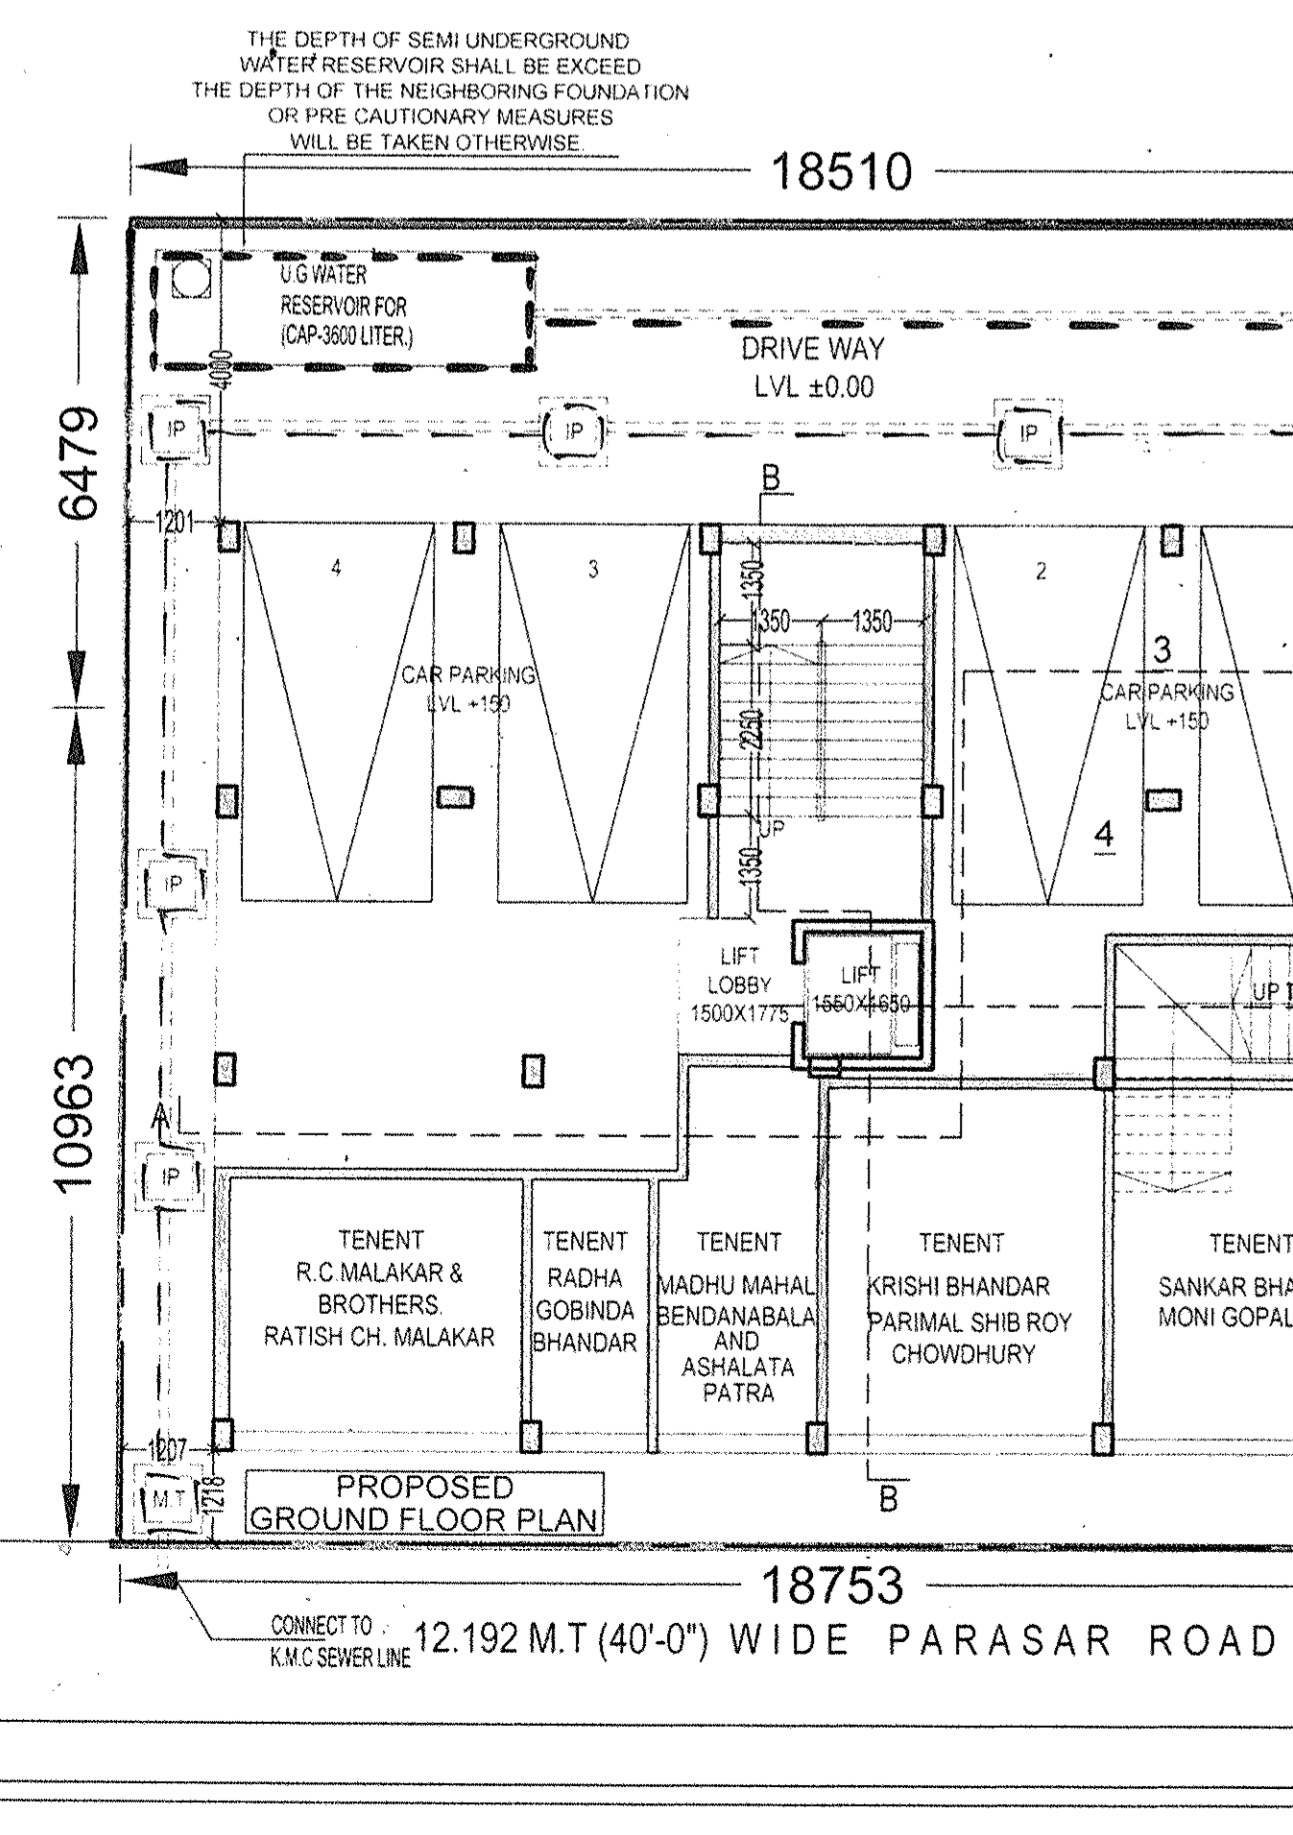 THE DEPTH OF SEMI UNDERGROUND
WATER RESERVOIR SHALL BE EXCEED
THE DEPTH OF THE NEIGHBORING FOUNDATION
OR PRE CAUTIONARY MEASURES
WILL BE TAKEN OTHERWISE.
18510
U.G WATER
RESERVOIR FOR
(CAP-3600 LITER.)
4000
DRIVE WAY
LVL ±0.00
IP
IP
IP
6479
B
1201
4
3
2
1350
350
1350
3
CAR PARKING
LVL +150
CAR PARKING
LVL +150
2250
UP
4
1350
IP
LIFT
LOBBY
1500X1775
LIFT
1550X1650
UP
10963
A
IP
TENENT
R.C.MALAKAR &
BROTHERS.
RATISH CH. MALAKAR
TENENT
RADHA
GOBINDA
BHANDAR
TENENT
MADHU MAHAL
BENDANABALA
AND
ASHALATA
PATRA
TENENT
KRISHI BHANDAR
PARIMAL SHIB ROY
CHOWDHURY
TENENT
SANKAR BHA
MONI GOPAL
1207
M.T
1218
PROPOSED
GROUND FLOOR PLAN
B
18753
CONNECT TO
K.M.C SEWER LINE
12.192 M.T (40'-0") WIDE PARASAR ROAD